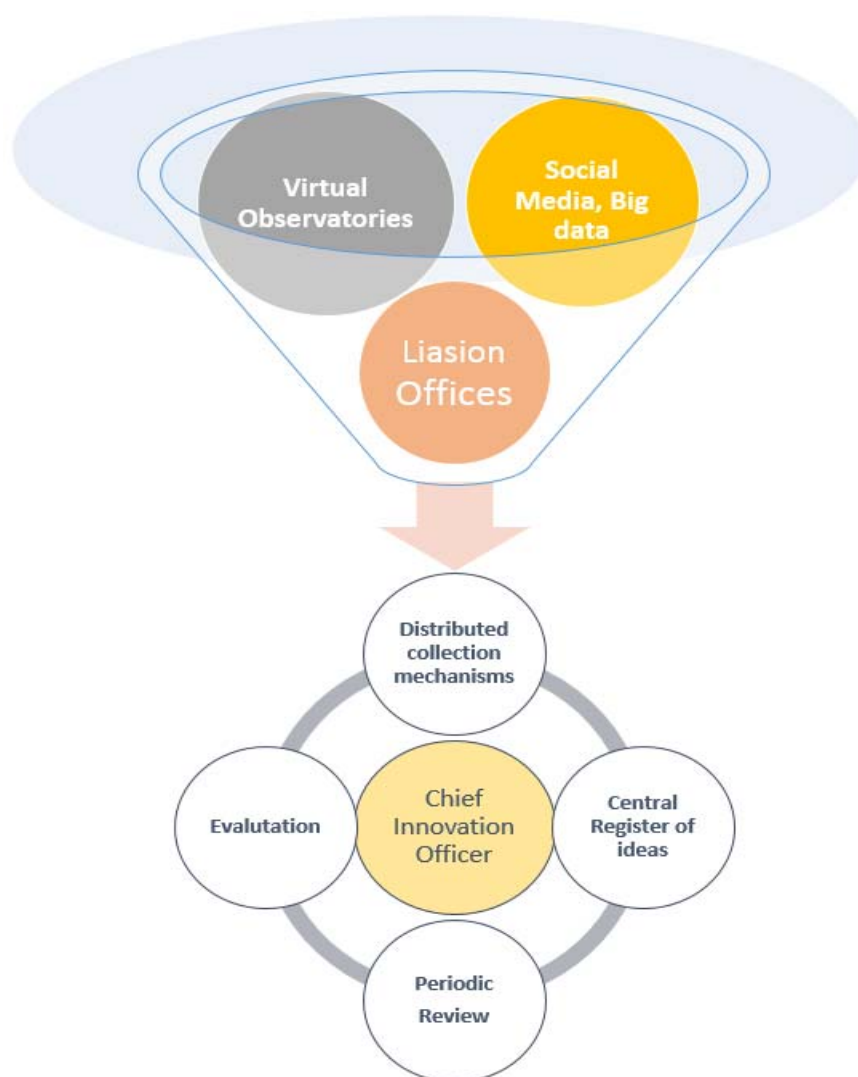 Virtual
Observatories
Social
Media, Big
data
Liasion
Offices
Distributed
collection
mechanisms
Evalutation
Chief
Innovation
Officer
Central
Register of
ideas
Periodic
Review